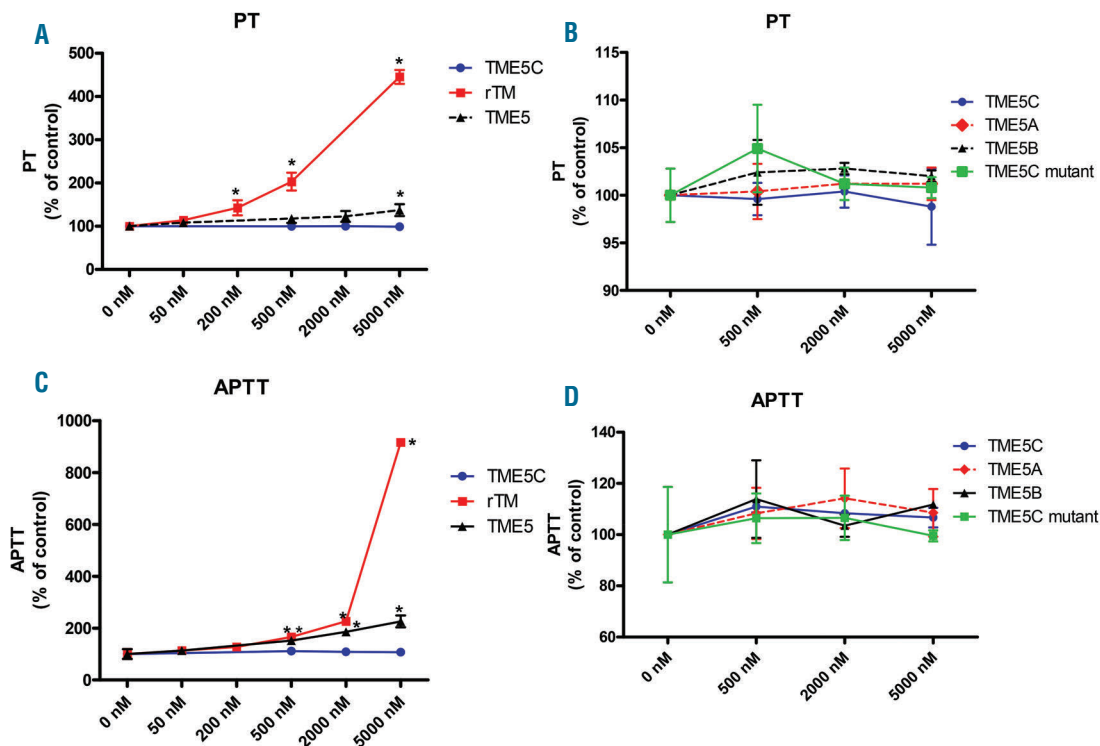 A
PT
PT
(% of control)
500
400
300
200
100
0
0 nM
50 nM
200 nM
500 nM
2000 nM
5000 nM
*
*
*
*
TME5C
rTM
TME5
B
PT
PT
(% of control)
115
110
105
100
95
90
0 nM
500 nM
2000 nM
5000 nM
TME5C
TME5A
TME5B
TME5C mutant
C
APTT
APTT
(% of control)
1000
800
600
400
200
0
0 nM
50 nM
200 nM
500 nM
2000 nM
5000 nM
* *
*
*
*
*
TME5C
rTM
TME5
D
APTT
APTT
(% of control)
140
120
100
80
60
0 nM
500 nM
2000 nM
5000 nM
TME5C
TME5A
TME5B
TME5C mutant